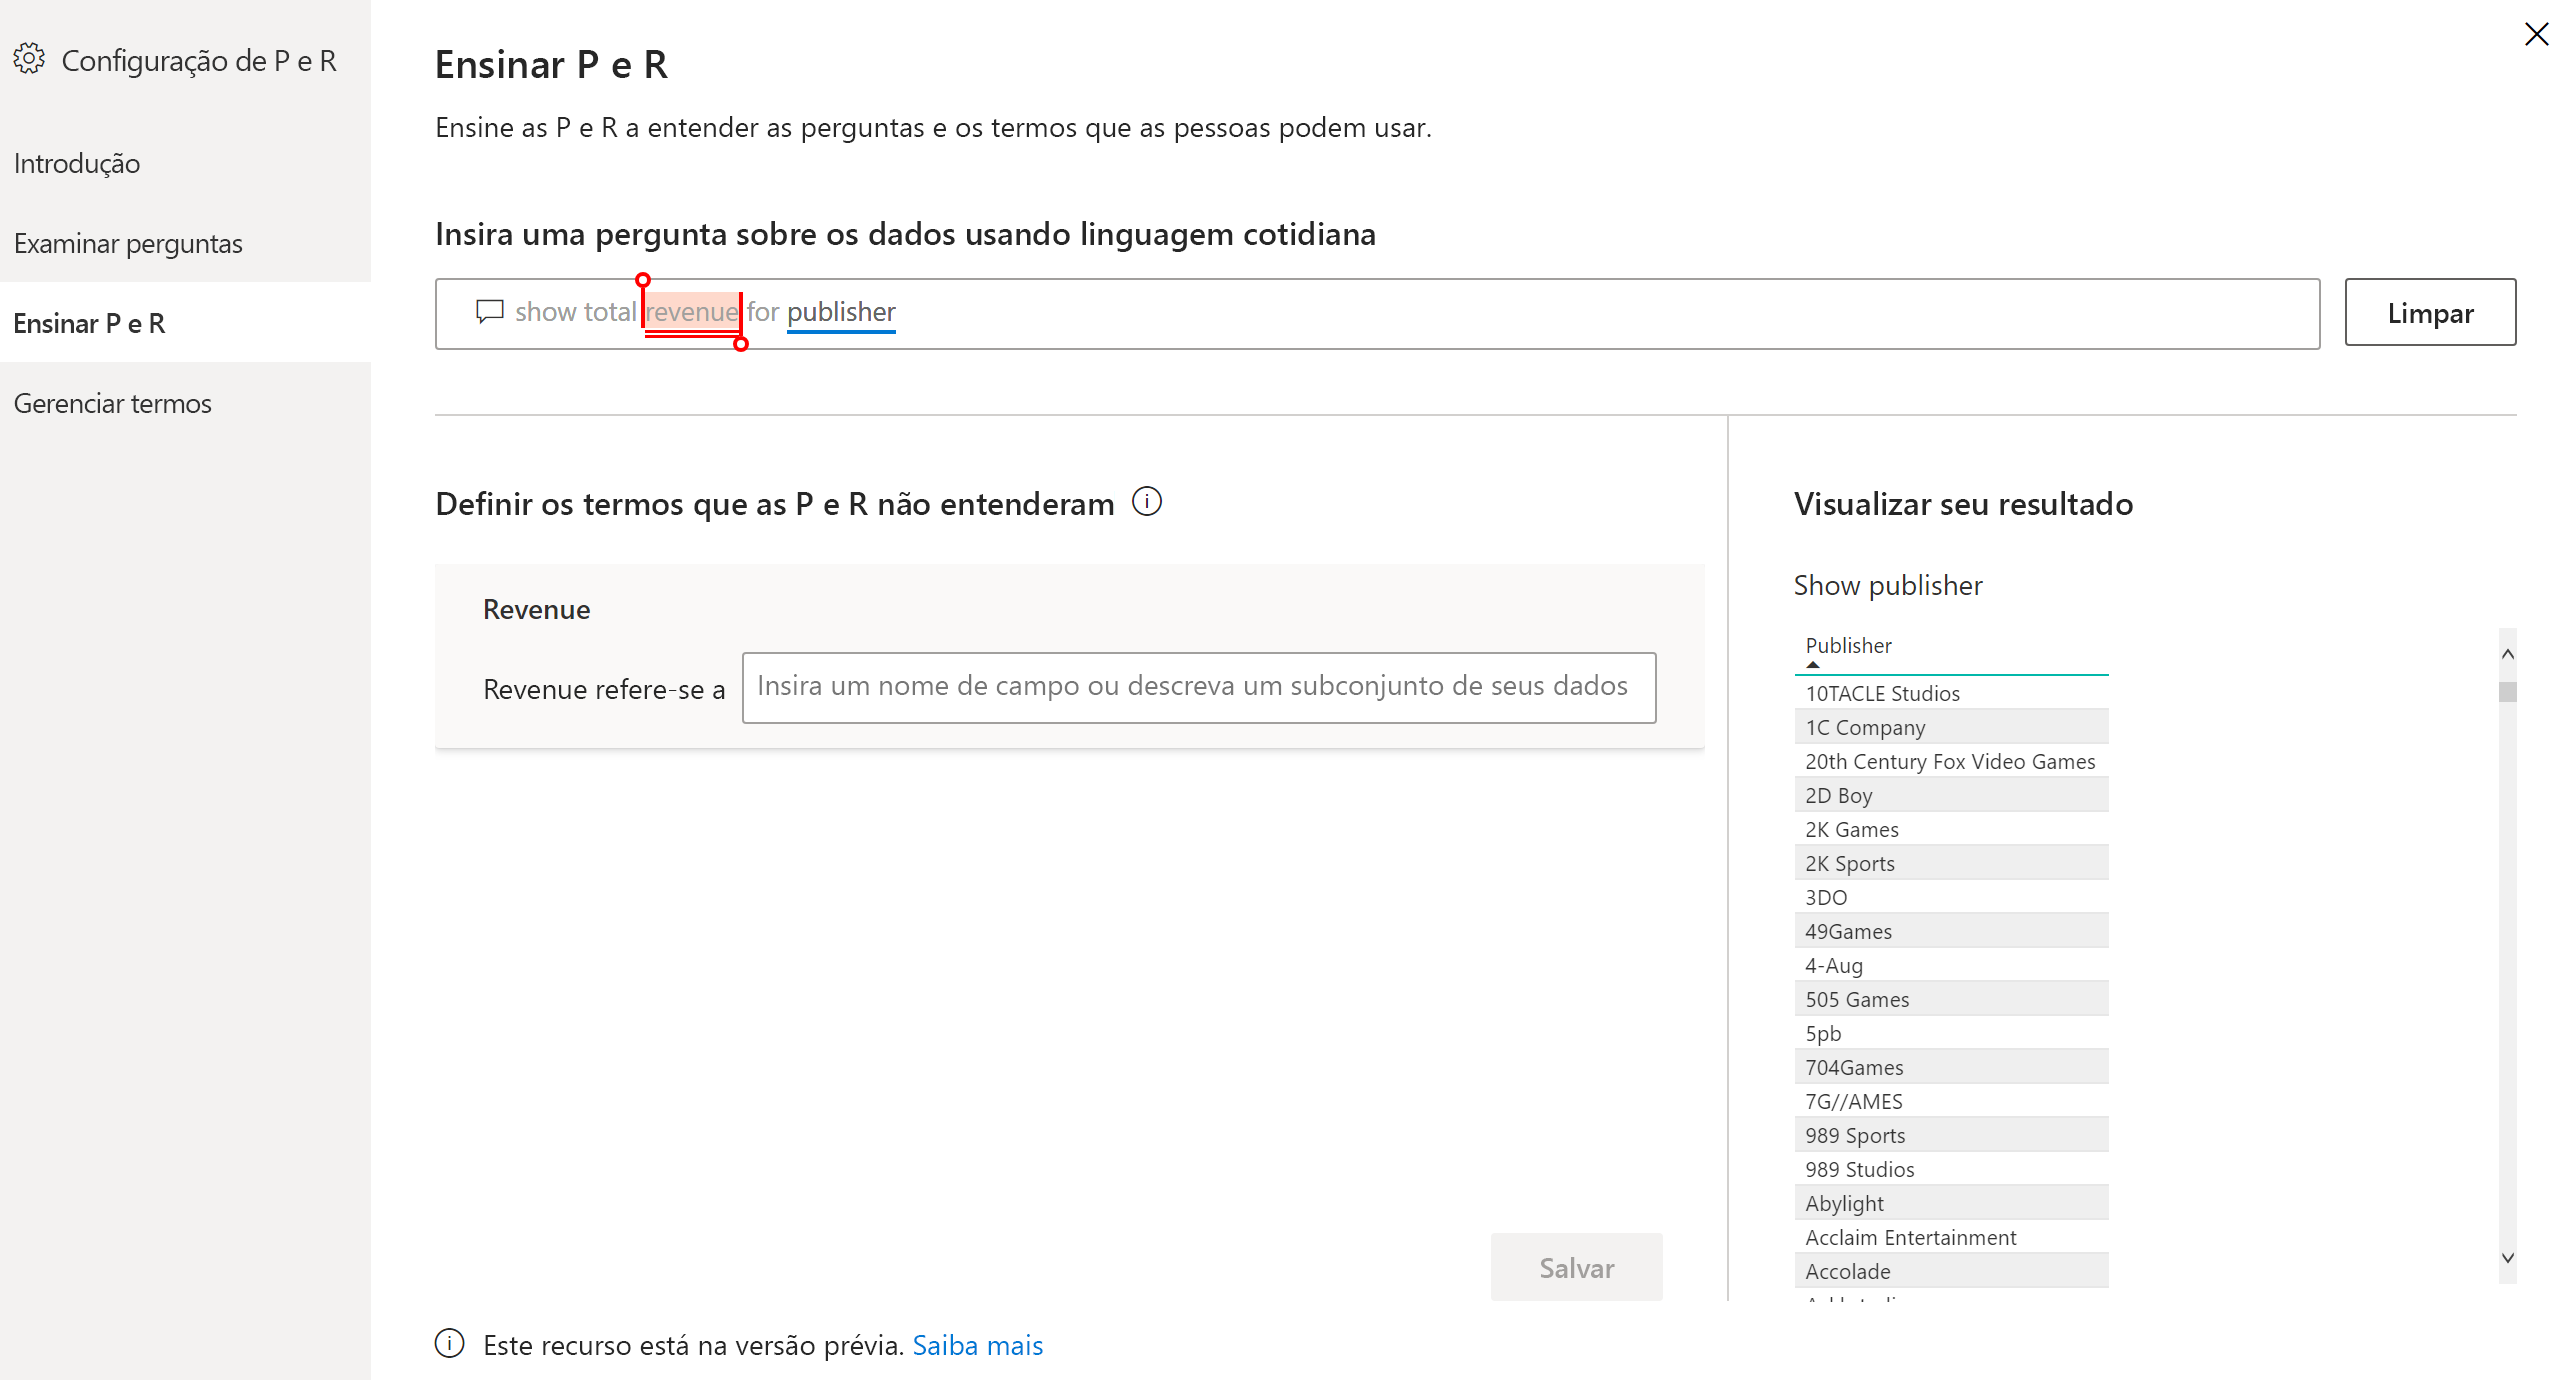 Configuração de P e R
Introdução
Examinar perguntas
Ensinar P e R
Gerenciar termos
Ensinar P e R
Ensine as P e R a entender as perguntas e os termos que as pessoas podem usar.
Insira uma pergunta sobre os dados usando linguagem cotidiana
show total revenue for publisher
Limpar
Definir os termos que as P e R não entenderam
Revenue
Revenue refere-se a Insira um nome de campo ou descreva um subconjunto de seus dados
Salvar
Este recurso está na versão prévia. Saiba mais
Visualizar seu resultado
Show publisher
Publisher
10TACLE Studios
1C Company
20th Century Fox Video Games
2D Boy
2K Games
2K Sports
3DO
49Games
4-Aug
505 Games
5pb
704Games
7G//AMES
989 Sports
989 Studios
Abylight
Acclaim Entertainment
Accolade